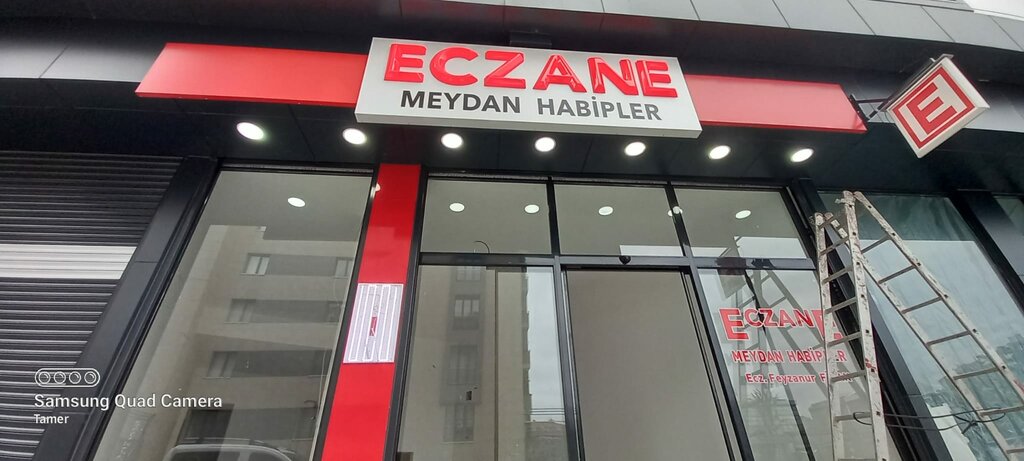 ECZANE
MEYDAN HABİPLER
E
ECZANE
MEYDAN HABİPLER
Ecz. Feyzanur
Samsung Quad Camera
Tamer